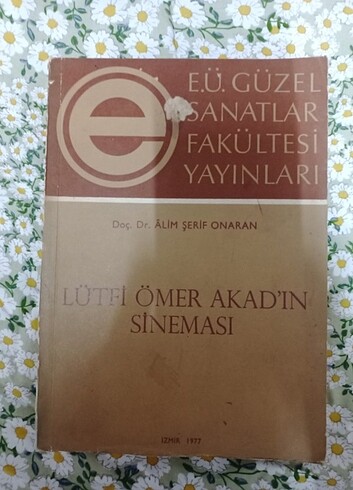 e
E.Ü. GÜZEL
SANATLAR
FAKÜLTESİ
YAYINLARI
Doç. Dr. ÂLİM ŞERİF ONARAN
LÜTFİ ÖMER AKAD'IN
SİNEMASI
İZMİR 1977